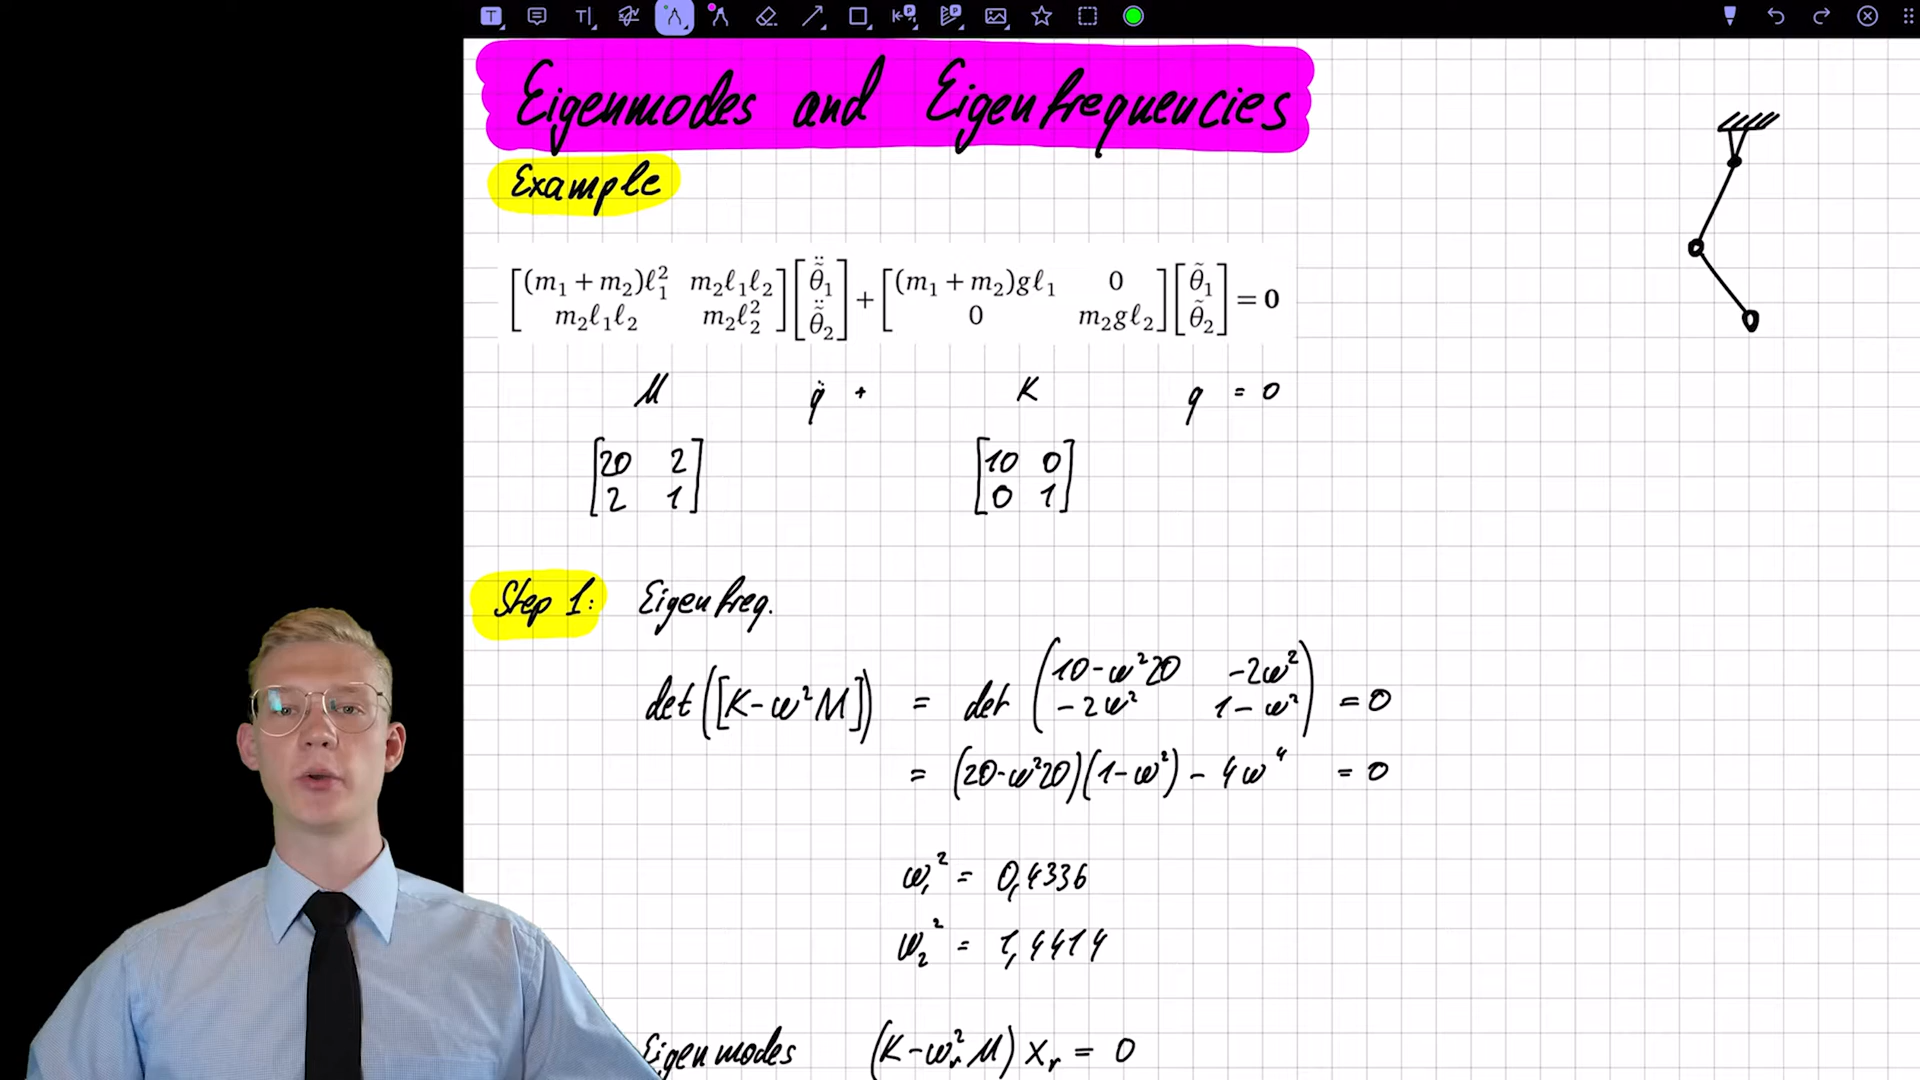 Eigenmodes and Eigenfrequencies
Example
[(m₁ + m₂)ℓ₁² m₂ℓ₁ℓ₂; m₂ℓ₁ℓ₂ m₂ℓ₂²] [θ̃̈₁; θ̃̈₂] + [(m₁ + m₂)gℓ₁ 0; 0 m₂gℓ₂] [θ̃₁; θ̃₂] = 0
M q̈ + K q = 0
[20 2; 2 1] [10 0; 0 1]
Step 1: Eigenfreq.
det([K-ω²M]) = det (10-ω²20 -2ω²; -2ω² 1-ω²) = 0
= (20-ω²20)(1-ω²) - 4ω⁴ = 0
ω₁² = 0,4336
ω₂² = 1,4414
Eigenmodes (K-ωᵣ²M) xᵣ = 0